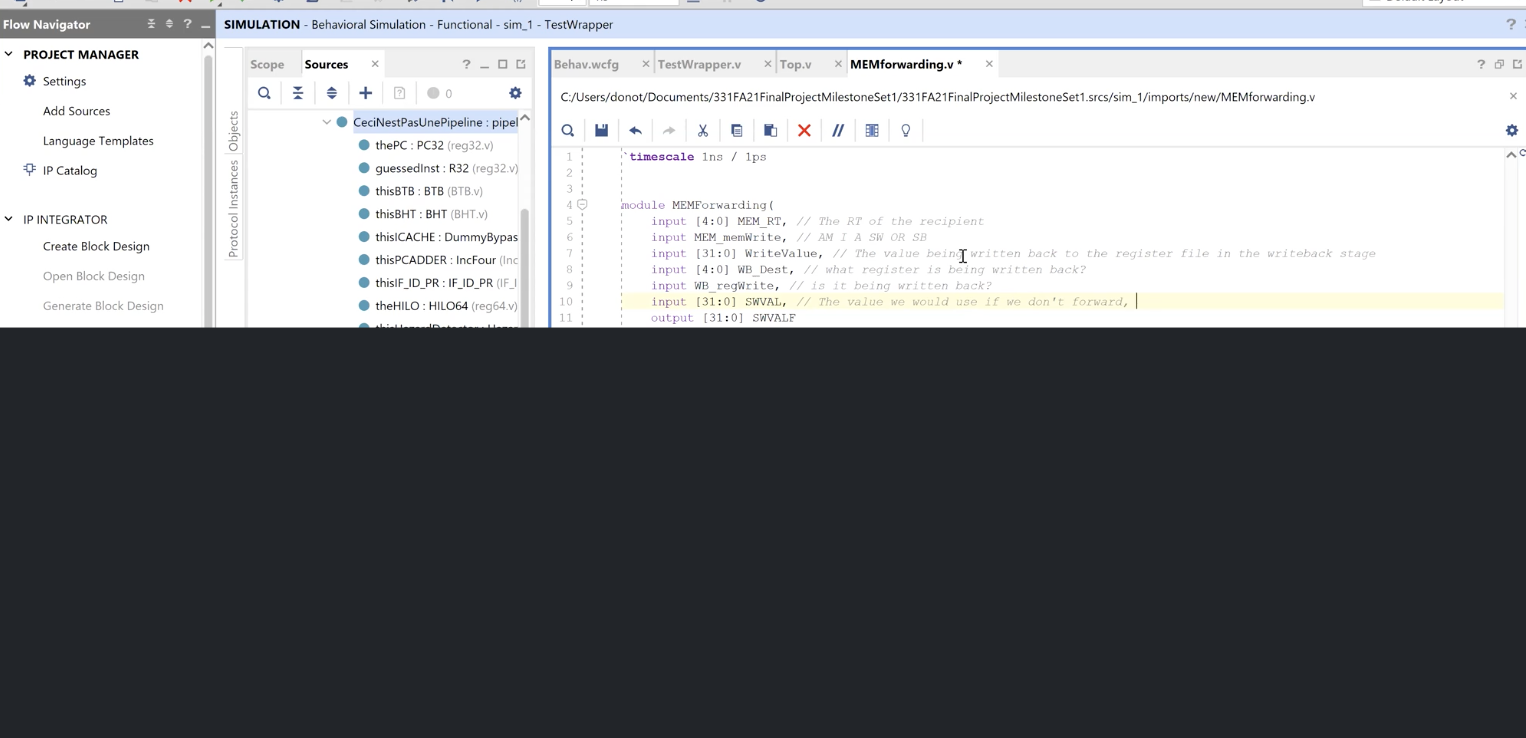 Flow Navigator
?
SIMULATION - Behavioral Simulation - Functional - sim_1 - TestWrapper
?
PROJECT MANAGER
Settings
Add Sources
Language Templates
IP Catalog
IP INTEGRATOR
Create Block Design
Open Block Design
Generate Block Design
Objects
Protocol Instances
Scope
Sources
?
0
CeciNestPasUnePipeline : pipel
thePC : PC32 (reg32.v)
guessedInst : R32 (reg32.v)
thisBTB : BTB (BTB.v)
thisBHT : BHT (BHT.v)
thisICACHE : DummyBypas
thisPCADDER : IncFour (Inc
thisIF_ID_PR : IF_ID_PR (IF_I
theHILO : HILO64 (reg64.v)
Behav.wcfg
TestWrapper.v
Top.v
MEMforwarding.v *
?
C:/Users/donot/Documents/331FA21FinalProjectMilestoneSet1/331FA21FinalProjectMilestoneSet1.srcs/sim_1/imports/new/MEMforwarding.v
1 `timescale 1ns / 1ps
2
3
4 module MEMForwarding(
5 input [4:0] MEM_RT, // The RT of the recipient
6 input MEM_memWrite, // AM I A SW OR SB
7 input [31:0] WriteValue, // The value being written back to the register file in the writeback stage
8 input [4:0] WB_Dest, // what register is being written back?
9 input WB_regWrite, // is it being written back?
10 input [31:0] SWVAL, // The value we would use if we don't forward,
11 output [31:0] SWVALF